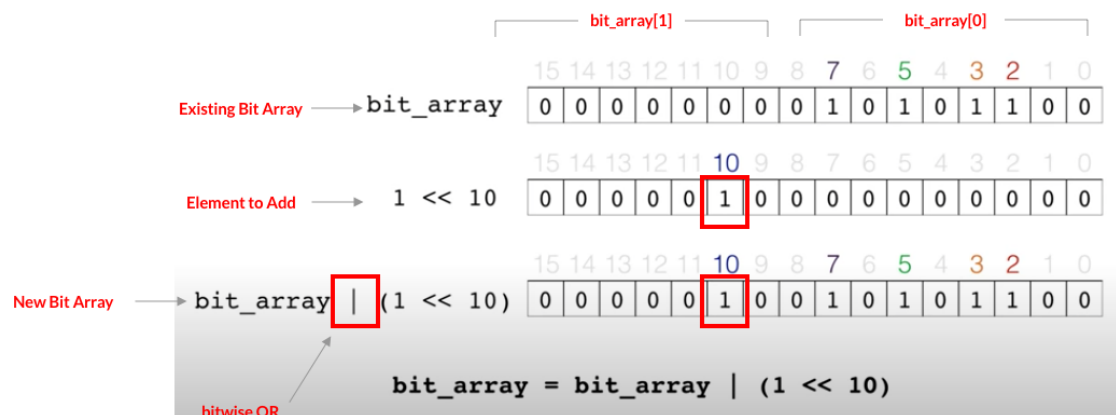 bit_array[1] bit_array[0]
15 14 13 12 11 10 9 8 7 6 5 4 3 2 1 0
Existing Bit Array bit_array 0 0 0 0 0 0 0 0 1 0 1 0 1 1 0 0
15 14 13 12 11 10 9 8 7 6 5 4 3 2 1 0
Element to Add 1 << 10 0 0 0 0 0 1 0 0 0 0 0 0 0 0 0 0
15 14 13 12 11 10 9 8 7 6 5 4 3 2 1 0
New Bit Array bit_array | (1 << 10) 0 0 0 0 0 1 0 0 1 0 1 0 1 1 0 0
bit_array = bit_array | (1 << 10)
bitwise OR